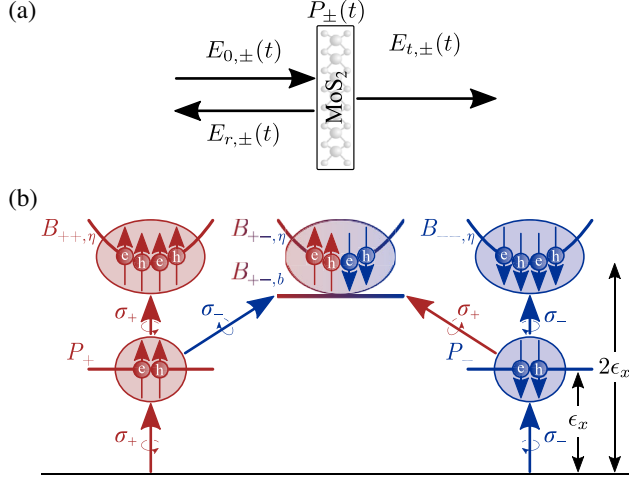 (a)
P±(t)
E0,±(t)
Et,±(t)
MoS2
Er,±(t)
(b)
B++,η
B+−,η
B−−,η
e h e h
e h e h
e h e h
B+−,b
σ+
σ−
σ+
σ−
P+
P−
2ϵx
e h
e h
ϵx
σ+
σ−